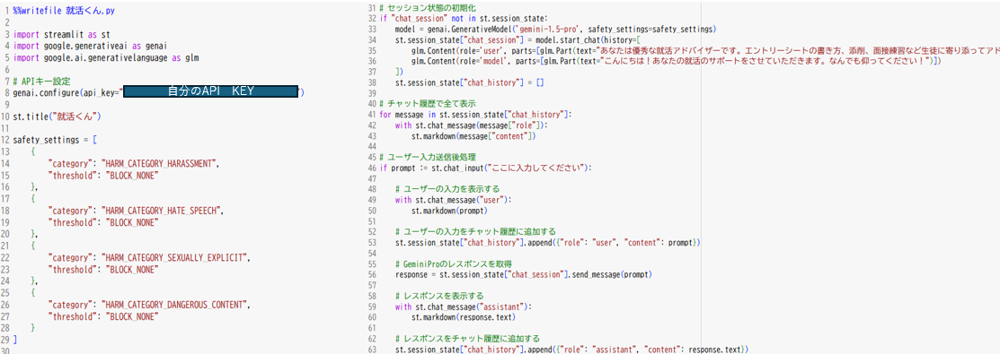 1 %%writefile 就活くん.py
2
3 import streamlit as st
4 import google.generativeai as genai
5 import google.ai.generativelanguage as glm
6
7 # APIキー設定
8 genai.configure(api_key="自分のAPI　KEY")
9
10 st.title("就活くん")
11
12 safety_settings = [
13     {
14         "category": "HARM_CATEGORY_HARASSMENT",
15         "threshold": "BLOCK_NONE"
16     },
17     {
18         "category": "HARM_CATEGORY_HATE_SPEECH",
19         "threshold": "BLOCK_NONE"
20     },
21     {
22         "category": "HARM_CATEGORY_SEXUALLY_EXPLICIT",
23         "threshold": "BLOCK_NONE"
24     },
25     {
26         "category": "HARM_CATEGORY_DANGEROUS_CONTENT",
27         "threshold": "BLOCK_NONE"
28     }
29 ]
30
31 # セッション状態の初期化
32 if "chat_session" not in st.session_state:
33     model = genai.GenerativeModel('gemini-1.5-pro', safety_settings=safety_settings)
34     st.session_state["chat_session"] = model.start_chat(history=[
35         glm.Content(role='user', parts=[glm.Part(text="あなたは優秀な就活アドバイザーです。エントリーシートの書き方、添削、面接練習など生徒に寄り添ってアド
36         glm.Content(role='model', parts=[glm.Part(text="こんにちは！あなたの就活のサポートをさせていただきます。なんでも仰ってください！")])
37     ])
38     st.session_state["chat_history"] = []
39
40 # チャット履歴で全て表示
41 for message in st.session_state["chat_history"]:
42     with st.chat_message(message["role"]):
43         st.markdown(message["content"])
44
45 # ユーザー入力送信後処理
46 if prompt := st.chat_input("ここに入力してください"):
47
48     # ユーザーの入力を表示する
49     with st.chat_message("user"):
50         st.markdown(prompt)
51
52     # ユーザーの入力をチャット履歴に追加する
53     st.session_state["chat_history"].append({"role": "user", "content": prompt})
54
55     # GeminiProのレスポンスを取得
56     response = st.session_state["chat_session"].send_message(prompt)
57
58     # レスポンスを表示する
59     with st.chat_message("assistant"):
60         st.markdown(response.text)
61
62     # レスポンスをチャット履歴に追加する
63     st.session_state["chat_history"].append({"role": "assistant", "content": response.text})